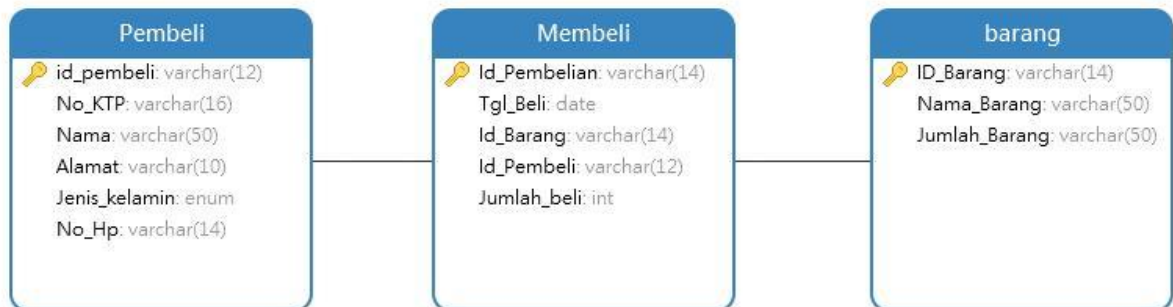 Pembeli
id_pembeli: varchar(12)
No_KTP: varchar(16)
Nama: varchar(50)
Alamat: varchar(10)
Jenis_kelamin: enum
No_Hp: varchar(14)
Membeli
Id_Pembelian: varchar(14)
Tgl_Beli: date
Id_Barang: varchar(14)
Id_Pembeli: varchar(12)
Jumlah_beli: int
barang
ID_Barang: varchar(14)
Nama_Barang: varchar(50)
Jumlah_Barang: varchar(50)